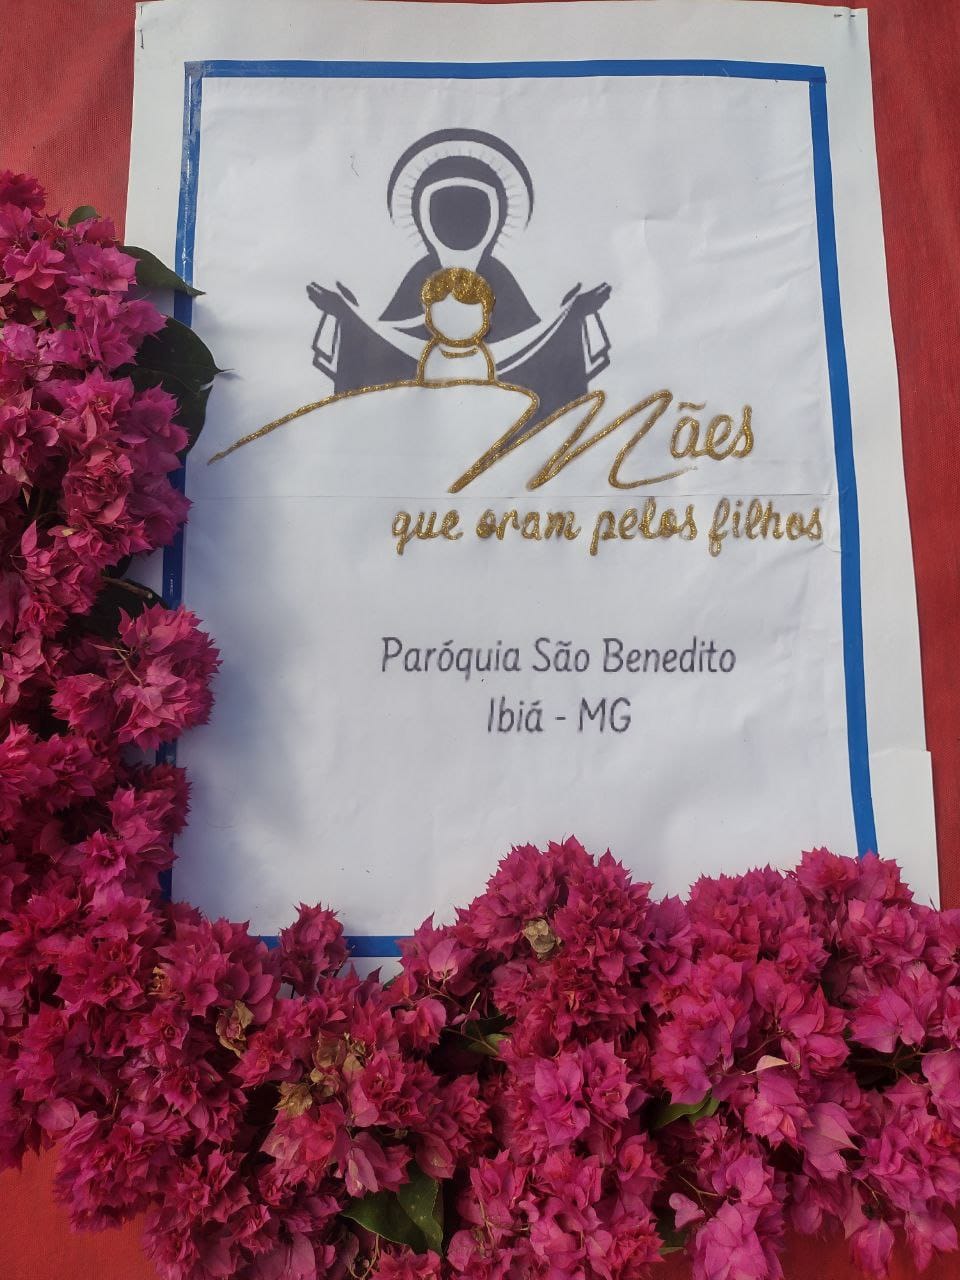 Mães
que oram pelos filhos
Paróquia São Benedito
Ibiá - MG